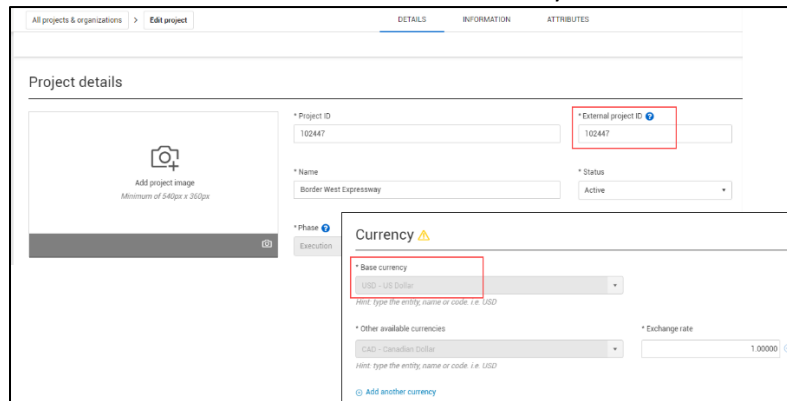 All projects & organizations > Edit project
DETAILS INFORMATION ATTRIBUTES
Project details
* Project ID
102447
* External project ID ?
102447
Add project image
Minimum of 540px x 360px
* Name
Border West Expressway
* Status
Active
* Phase ?
Execution
Currency
* Base currency
USD - US Dollar
Hint: type the entity, name or code. i.e. USD
* Other available currencies
CAD - Canadian Dollar
* Exchange rate
1.00000
Hint: type the entity, name or code. i.e. USD
Add another currency